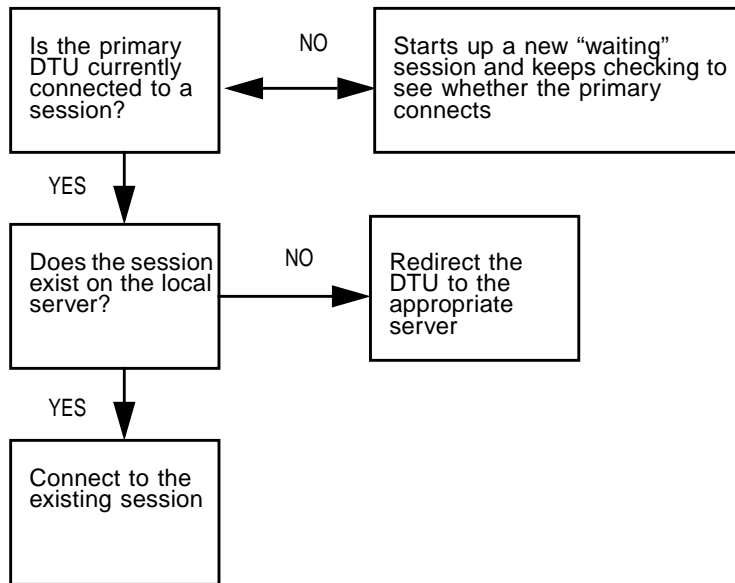 Is the primary
DTU currently
connected to a
session?
NO
Starts up a new “waiting”
session and keeps checking to
see whether the primary
connects
YES
Does the session
exist on the local
server?
NO
Redirect the
DTU to the
appropriate
server
YES
Connect to the
existing session